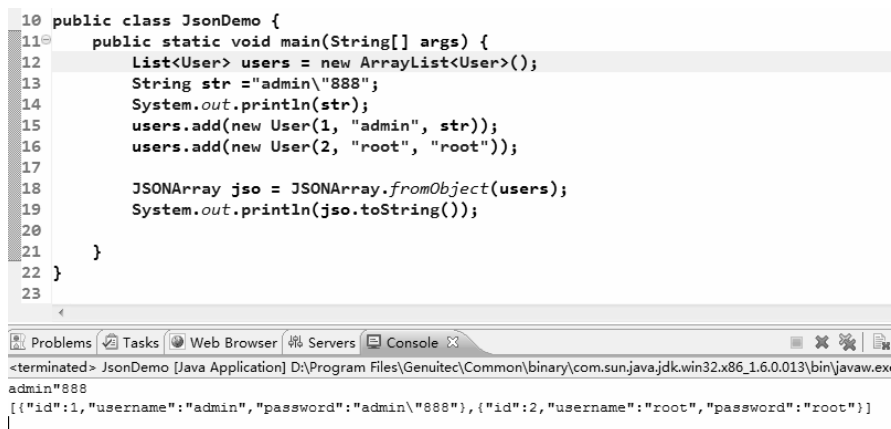 10 public class JsonDemo {
11 public static void main(String[] args) {
12 List<User> users = new ArrayList<User>();
13 String str ="admin\"888";
14 System.out.println(str);
15 users.add(new User(1, "admin", str));
16 users.add(new User(2, "root", "root"));
17
18 JSONArray jso = JSONArray.fromObject(users);
19 System.out.println(jso.toString());
20
21 }
22 }
23
Problems Tasks Web Browser Servers Console
<terminated> JsonDemo [Java Application] D:\Program Files\Genuitec\Common\binary\com.sun.java.jdk.win32.x86_1.6.0.013\bin\javaw.exe
admin"888
[{"id":1,"username":"admin","password":"admin\"888"},{"id":2,"username":"root","password":"root"}]